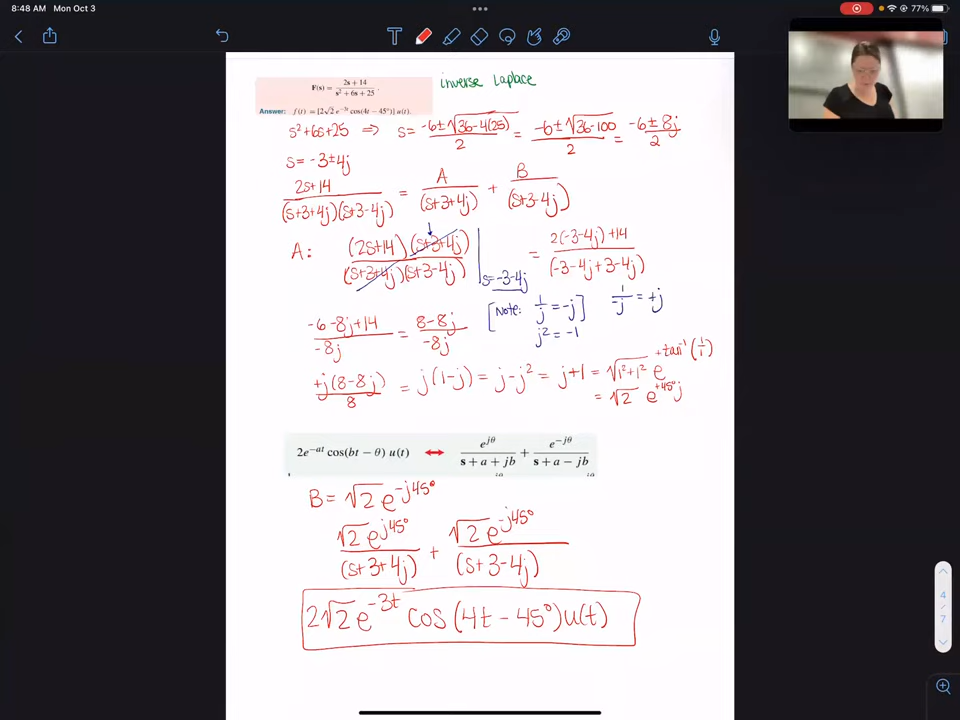 8:48 AM Mon Oct 3
77%
F(s) = (2s + 14)/(s² + 6s + 25).
inverse laplace
Answer: f(t) = [2√2 e^(−3t) cos(4t − 45°)] u(t).
s²+6s+25 ⇒ s = (-6±√(36-4(25)))/2 = (-6±√(36-100))/2 = (-6±8j)/2
s = -3±4j
(2s+14)/((s+3+4j)(s+3-4j)) = A/(s+3+4j) + B/(s+3-4j)
A: (2s+14)(s+3+4j)/((s+3+4j)(s+3-4j)) | s=-3-4j = (2(-3-4j)+14)/(-3-4j+3-4j)
[Note: 1/j = -j] 1/-j = +j
j² = -1
(-6-8j+14)/(-8j) = (8-8j)/(-8j)
+j(8-8j)/8 = j(1-j) = j-j² = j+1 = √(1²+1²) e^(+tan⁻¹(1/1))
= √2 e^(+45°j)
2e^(−at) cos(bt − θ) u(t) ↔ e^(jθ)/(s + a + jb) + e^(−jθ)/(s + a − jb)
B = √2 e^(-j45°)
√2 e^(j45°)/(s+3+4j) + √2 e^(-j45°)/(s+3-4j)
2√2 e^(-3t) cos(4t-45°)u(t)
4
/
7